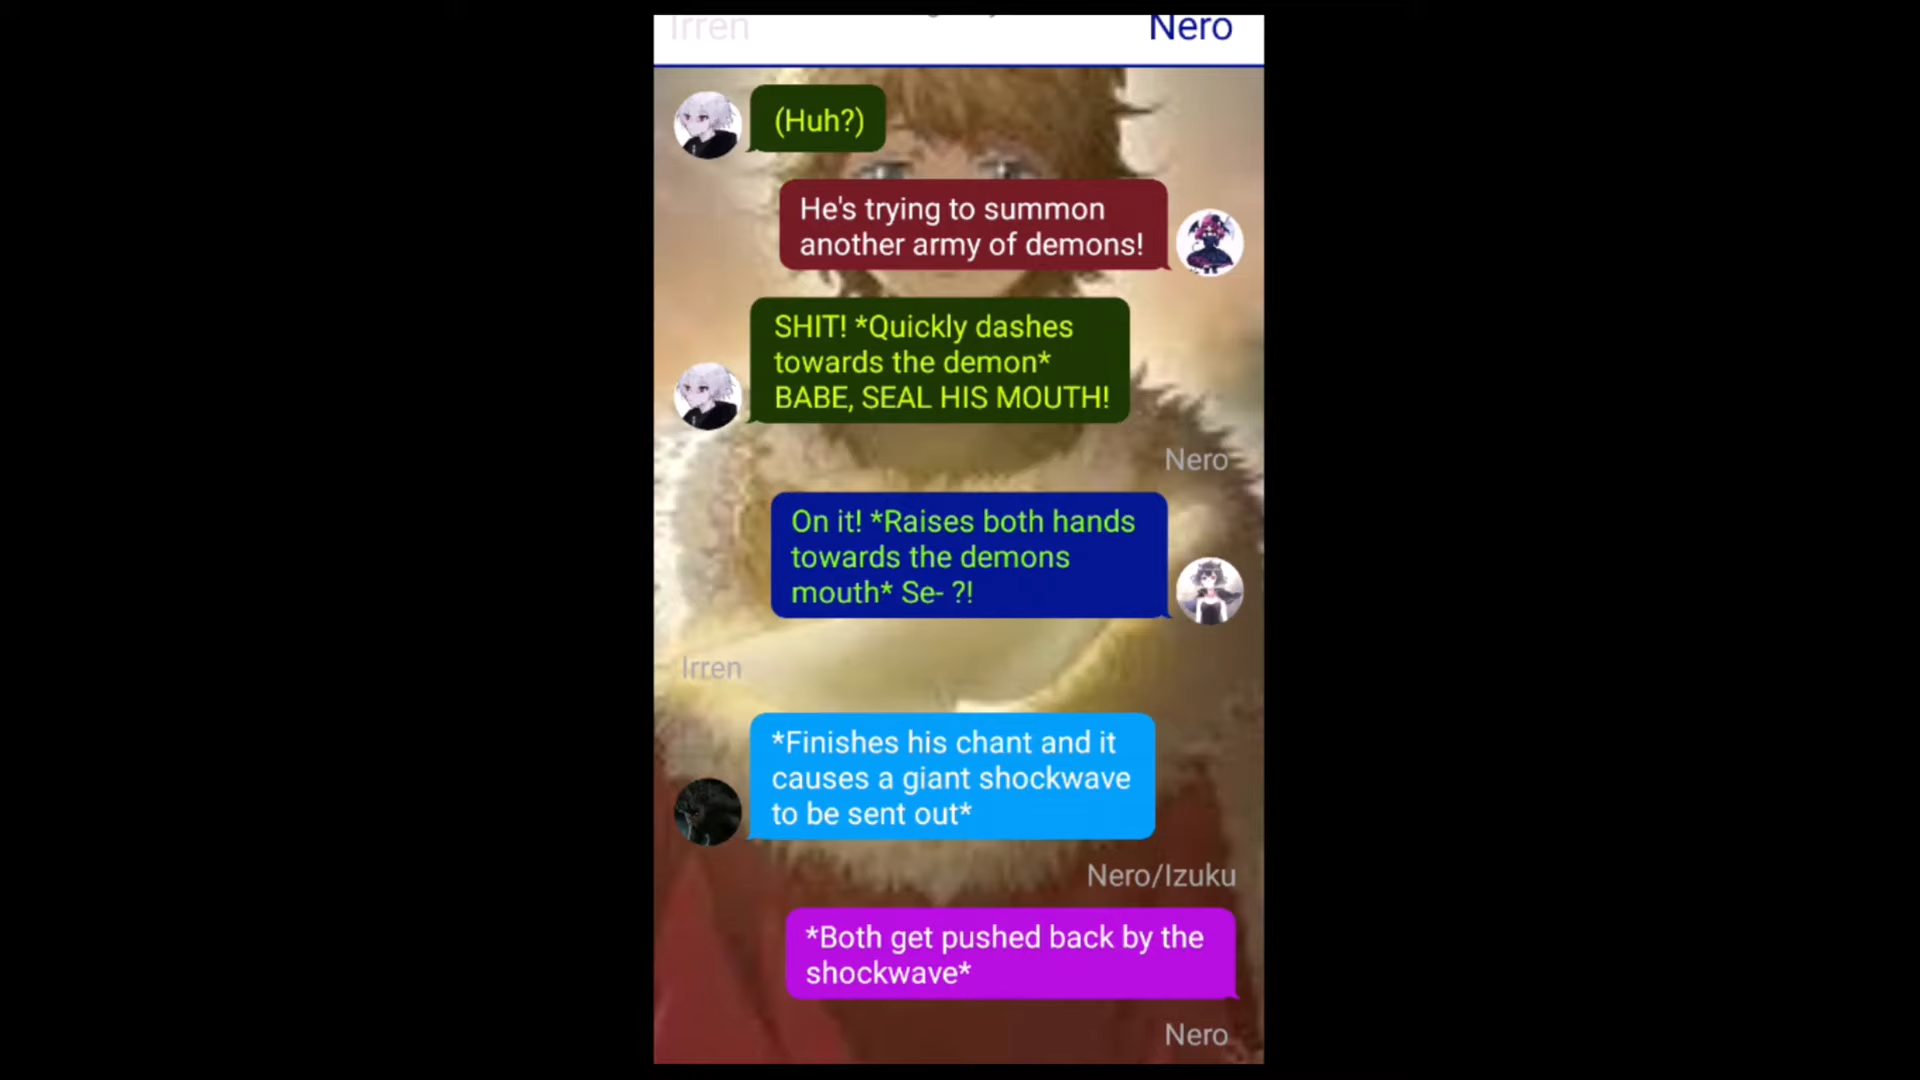 Irren
Nero
(Huh?)
He's trying to summon
another army of demons!
SHIT! *Quickly dashes
towards the demon*
BABE, SEAL HIS MOUTH!
Nero
On it! *Raises both hands
towards the demons
mouth* Se- ?!
Irren
*Finishes his chant and it
causes a giant shockwave
to be sent out*
Nero/Izuku
*Both get pushed back by the
shockwave*
Nero